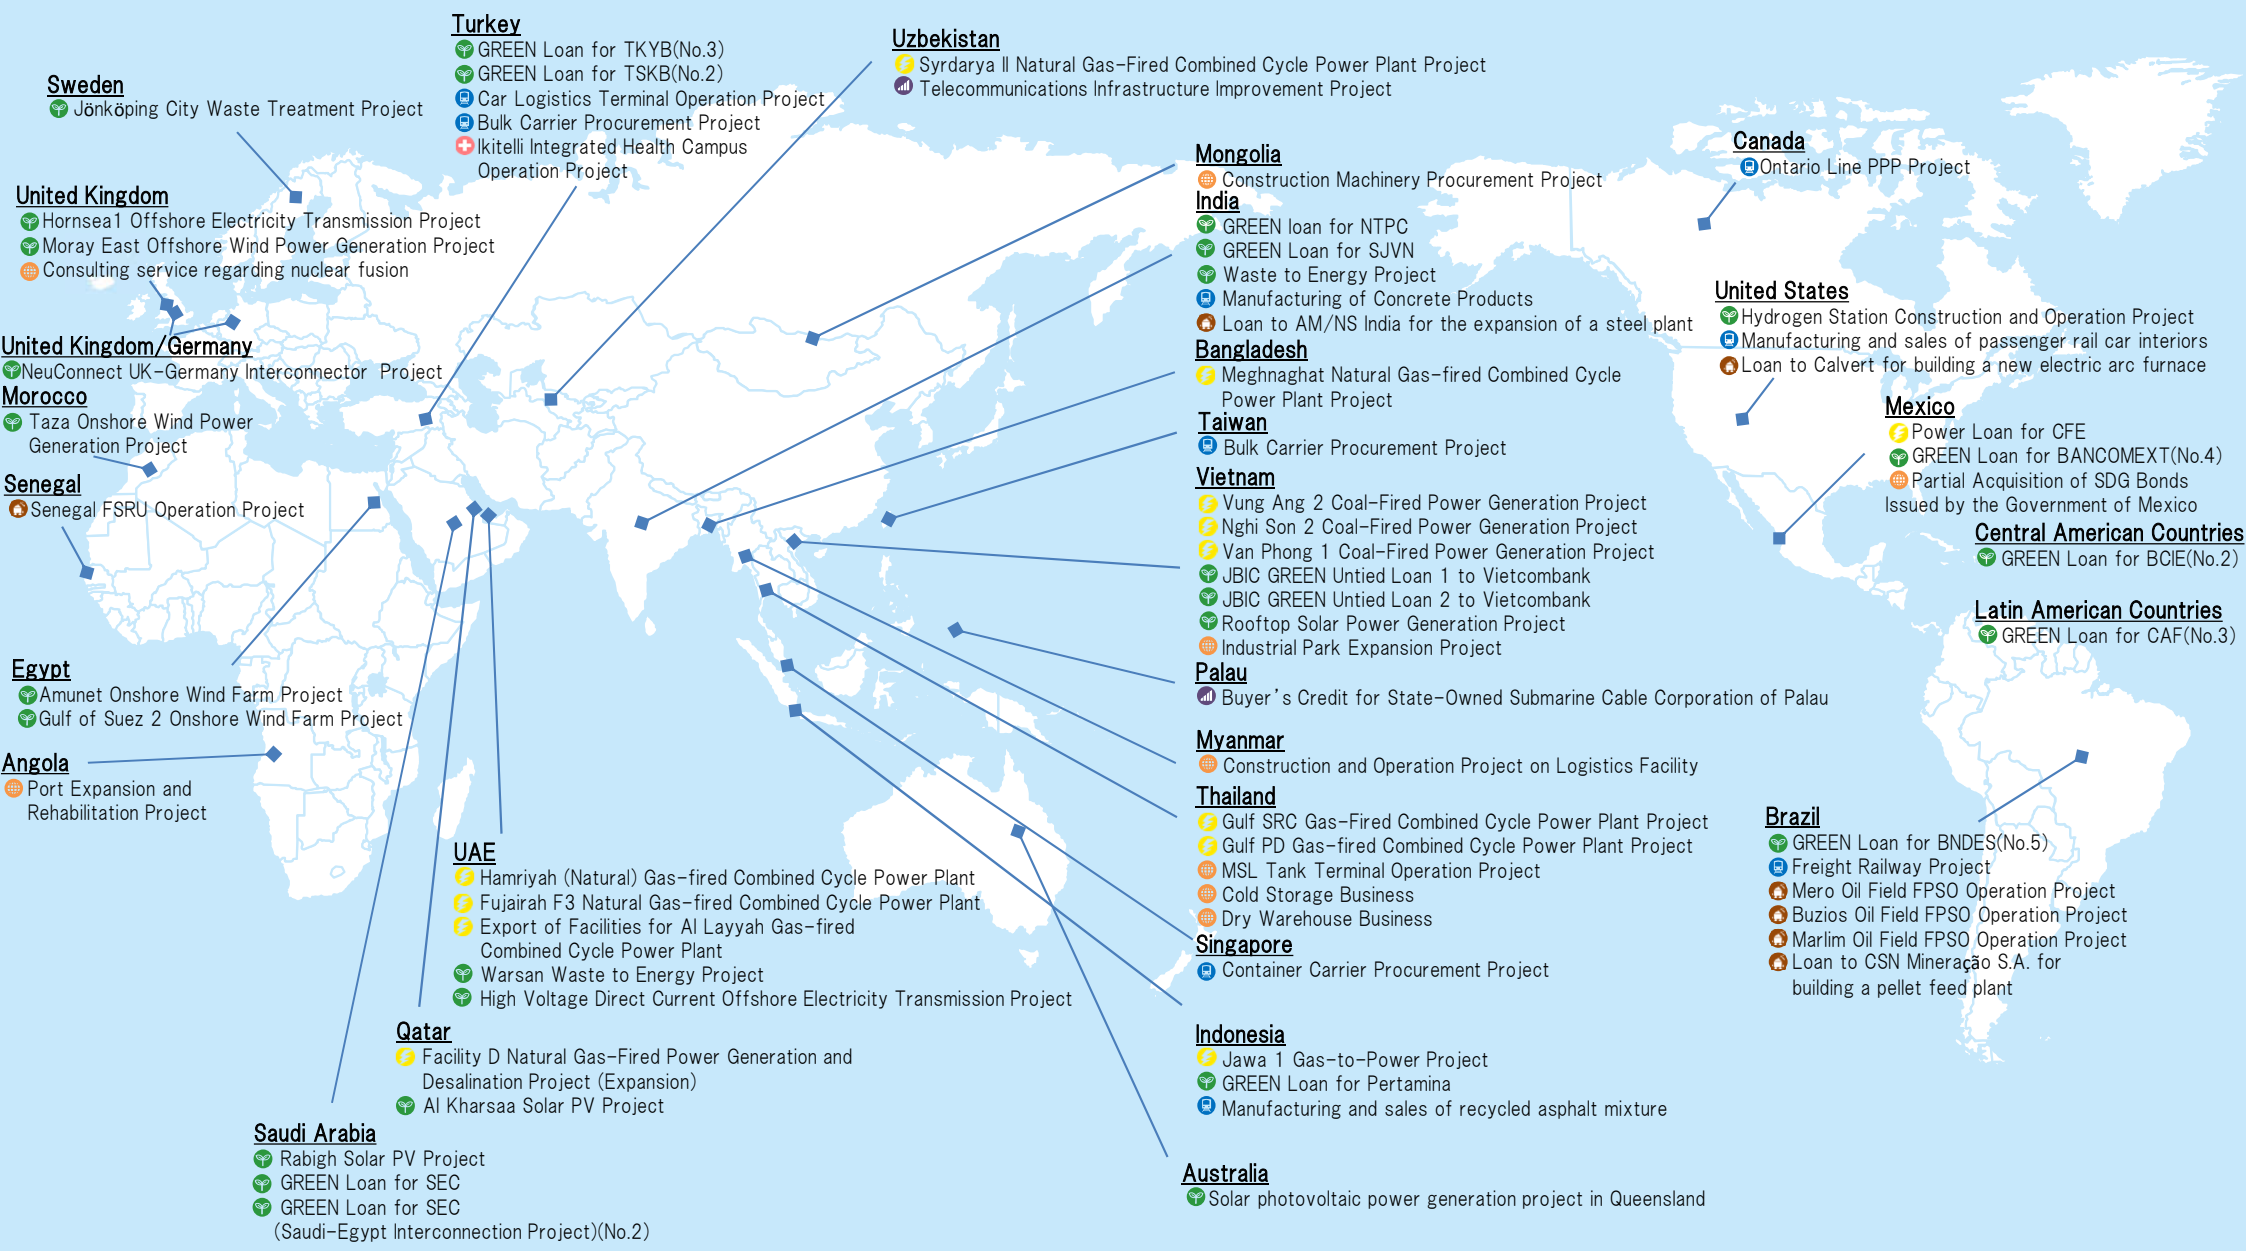 Turkey
GREEN Loan for TKYB(No.3)
GREEN Loan for TSKB(No.2)
Car Logistics Terminal Operation Project
Bulk Carrier Procurement Project
Ikitelli Integrated Health Campus
Operation Project
Uzbekistan
Syrdarya II Natural Gas-Fired Combined Cycle Power Plant Project
Telecommunications Infrastructure Improvement Project
Sweden
Jönköping City Waste Treatment Project
United Kingdom
Hornsea1 Offshore Electricity Transmission Project
Moray East Offshore Wind Power Generation Project
Consulting service regarding nuclear fusion
United Kingdom/Germany
NeuConnect UK-Germany Interconnector Project
Morocco
Taza Onshore Wind Power
Generation Project
Senegal
Senegal FSRU Operation Project
Egypt
Amunet Onshore Wind Farm Project
Gulf of Suez 2 Onshore Wind Farm Project
Angola
Port Expansion and
Rehabilitation Project
UAE
Hamriyah (Natural) Gas-fired Combined Cycle Power Plant
Fujairah F3 Natural Gas-fired Combined Cycle Power Plant
Export of Facilities for Al Layyah Gas-fired
Combined Cycle Power Plant
Warsan Waste to Energy Project
High Voltage Direct Current Offshore Electricity Transmission Project
Qatar
Facility D Natural Gas-Fired Power Generation and
Desalination Project (Expansion)
Al Kharsaa Solar PV Project
Saudi Arabia
Rabigh Solar PV Project
GREEN Loan for SEC
GREEN Loan for SEC
(Saudi-Egypt Interconnection Project)(No.2)
Mongolia
Construction Machinery Procurement Project
India
GREEN loan for NTPC
GREEN Loan for SJVN
Waste to Energy Project
Manufacturing of Concrete Products
Loan to AM/NS India for the expansion of a steel plant
Bangladesh
Meghnaghat Natural Gas-fired Combined Cycle
Power Plant Project
Taiwan
Bulk Carrier Procurement Project
Vietnam
Vung Ang 2 Coal-Fired Power Generation Project
Nghi Son 2 Coal-Fired Power Generation Project
Van Phong 1 Coal-Fired Power Generation Project
JBIC GREEN Untied Loan 1 to Vietcombank
JBIC GREEN Untied Loan 2 to Vietcombank
Rooftop Solar Power Generation Project
Industrial Park Expansion Project
Palau
Buyer’s Credit for State-Owned Submarine Cable Corporation of Palau
Myanmar
Construction and Operation Project on Logistics Facility
Thailand
Gulf SRC Gas-Fired Combined Cycle Power Plant Project
Gulf PD Gas-fired Combined Cycle Power Plant Project
MSL Tank Terminal Operation Project
Cold Storage Business
Dry Warehouse Business
Singapore
Container Carrier Procurement Project
Indonesia
Jawa 1 Gas-to-Power Project
GREEN Loan for Pertamina
Manufacturing and sales of recycled asphalt mixture
Australia
Solar photovoltaic power generation project in Queensland
Canada
Ontario Line PPP Project
United States
Hydrogen Station Construction and Operation Project
Manufacturing and sales of passenger rail car interiors
Loan to Calvert for building a new electric arc furnace
Mexico
Power Loan for CFE
GREEN Loan for BANCOMEXT(No.4)
Partial Acquisition of SDG Bonds
Issued by the Government of Mexico
Central American Countries
GREEN Loan for BCIE(No.2)
Latin American Countries
GREEN Loan for CAF(No.3)
Brazil
GREEN Loan for BNDES(No.5)
Freight Railway Project
Mero Oil Field FPSO Operation Project
Buzios Oil Field FPSO Operation Project
Marlim Oil Field FPSO Operation Project
Loan to CSN Mineração S.A. for
building a pellet feed plant